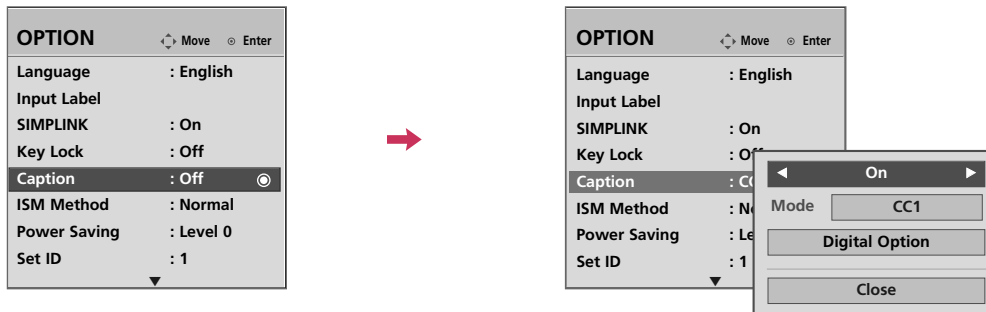 OPTION Move Enter
Language : English
Input Label
SIMPLINK : On
Key Lock : Off
Caption : Off
ISM Method : Normal
Power Saving : Level 0
Set ID : 1
OPTION Move Enter
Language : English
Input Label
SIMPLINK : On
Key Lock
Caption
ISM Method
Power Saving
Set ID : 1
On
Mode CC1
Digital Option
Close